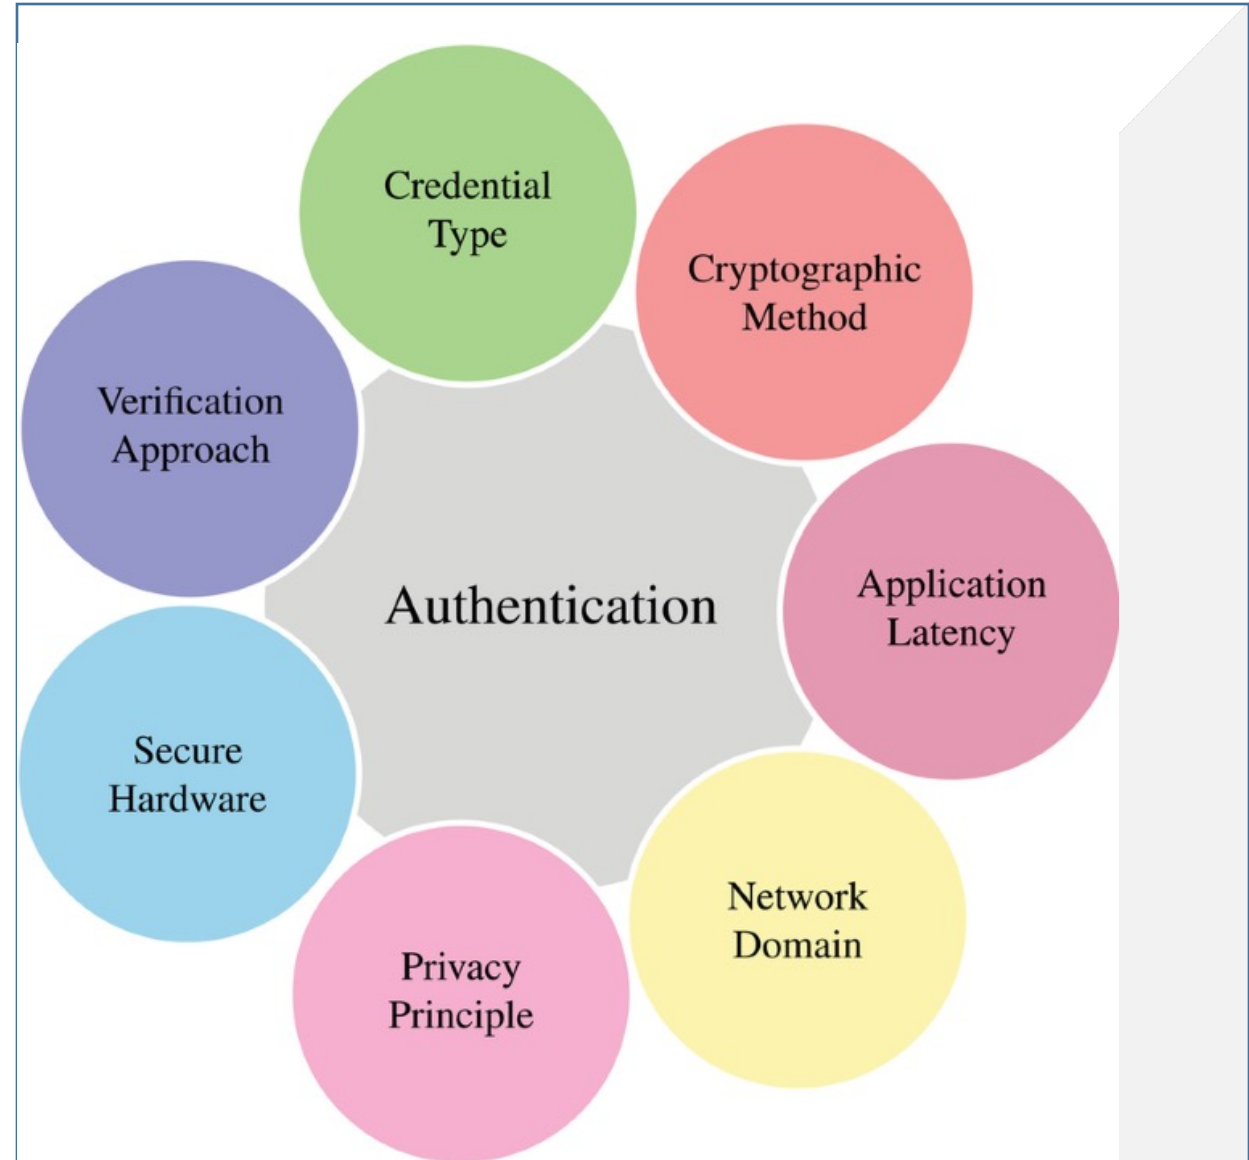 Credential
Type
Cryptographic
Method
Verification
Approach
Application
Latency
Authentication
Secure
Hardware
Network
Domain
Privacy
Principle